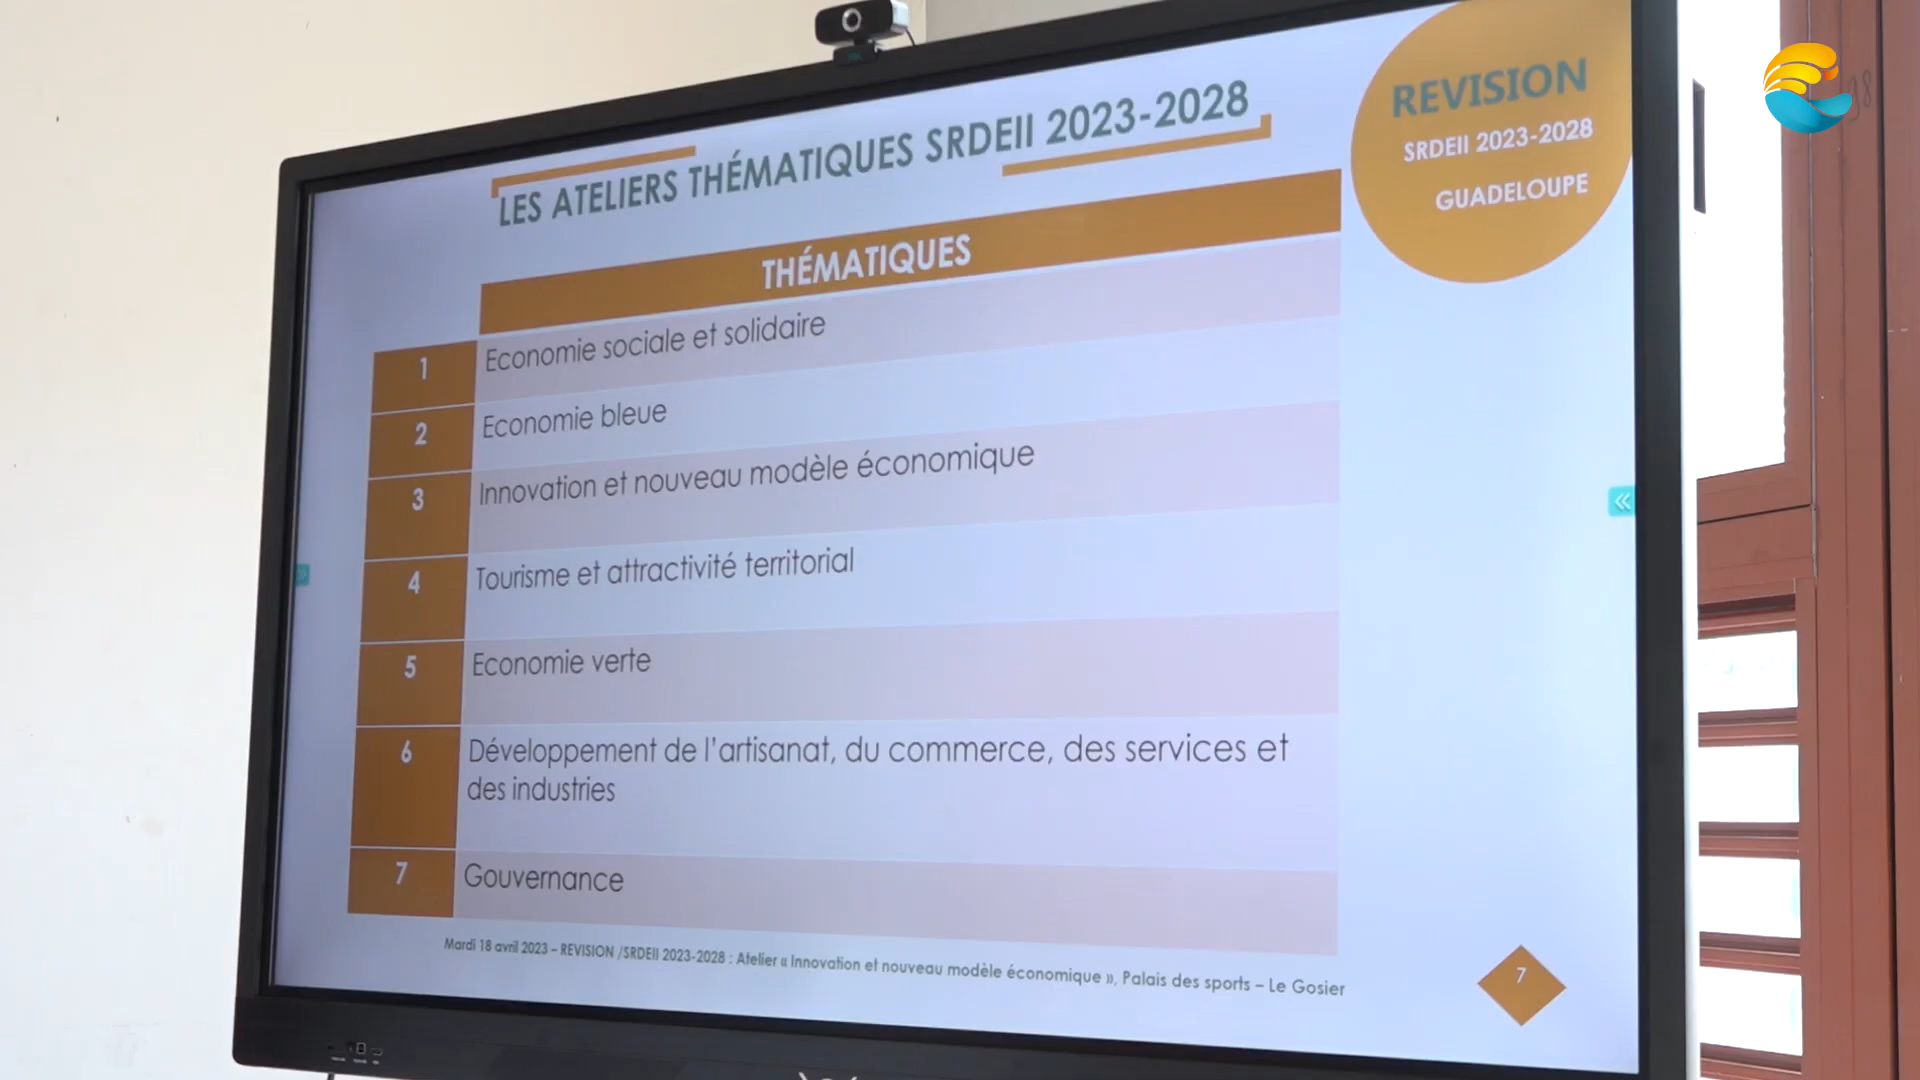 LES ATELIERS THÉMATIQUES SRDEII 2023-2028
REVISION
SRDEII 2023-2028
GUADELOUPE
THÉMATIQUES
1 Economie sociale et solidaire
2 Economie bleue
3 Innovation et nouveau modèle économique
4 Tourisme et attractivité territorial
5 Economie verte
6 Développement de l'artisanat, du commerce, des services et
des industries
7 Gouvernance
Mardi 18 avril 2023 – REVISION /SRDEII 2023-2028 : Atelier « Innovation et nouveau modèle économique », Palais des sports – Le Gosier
7